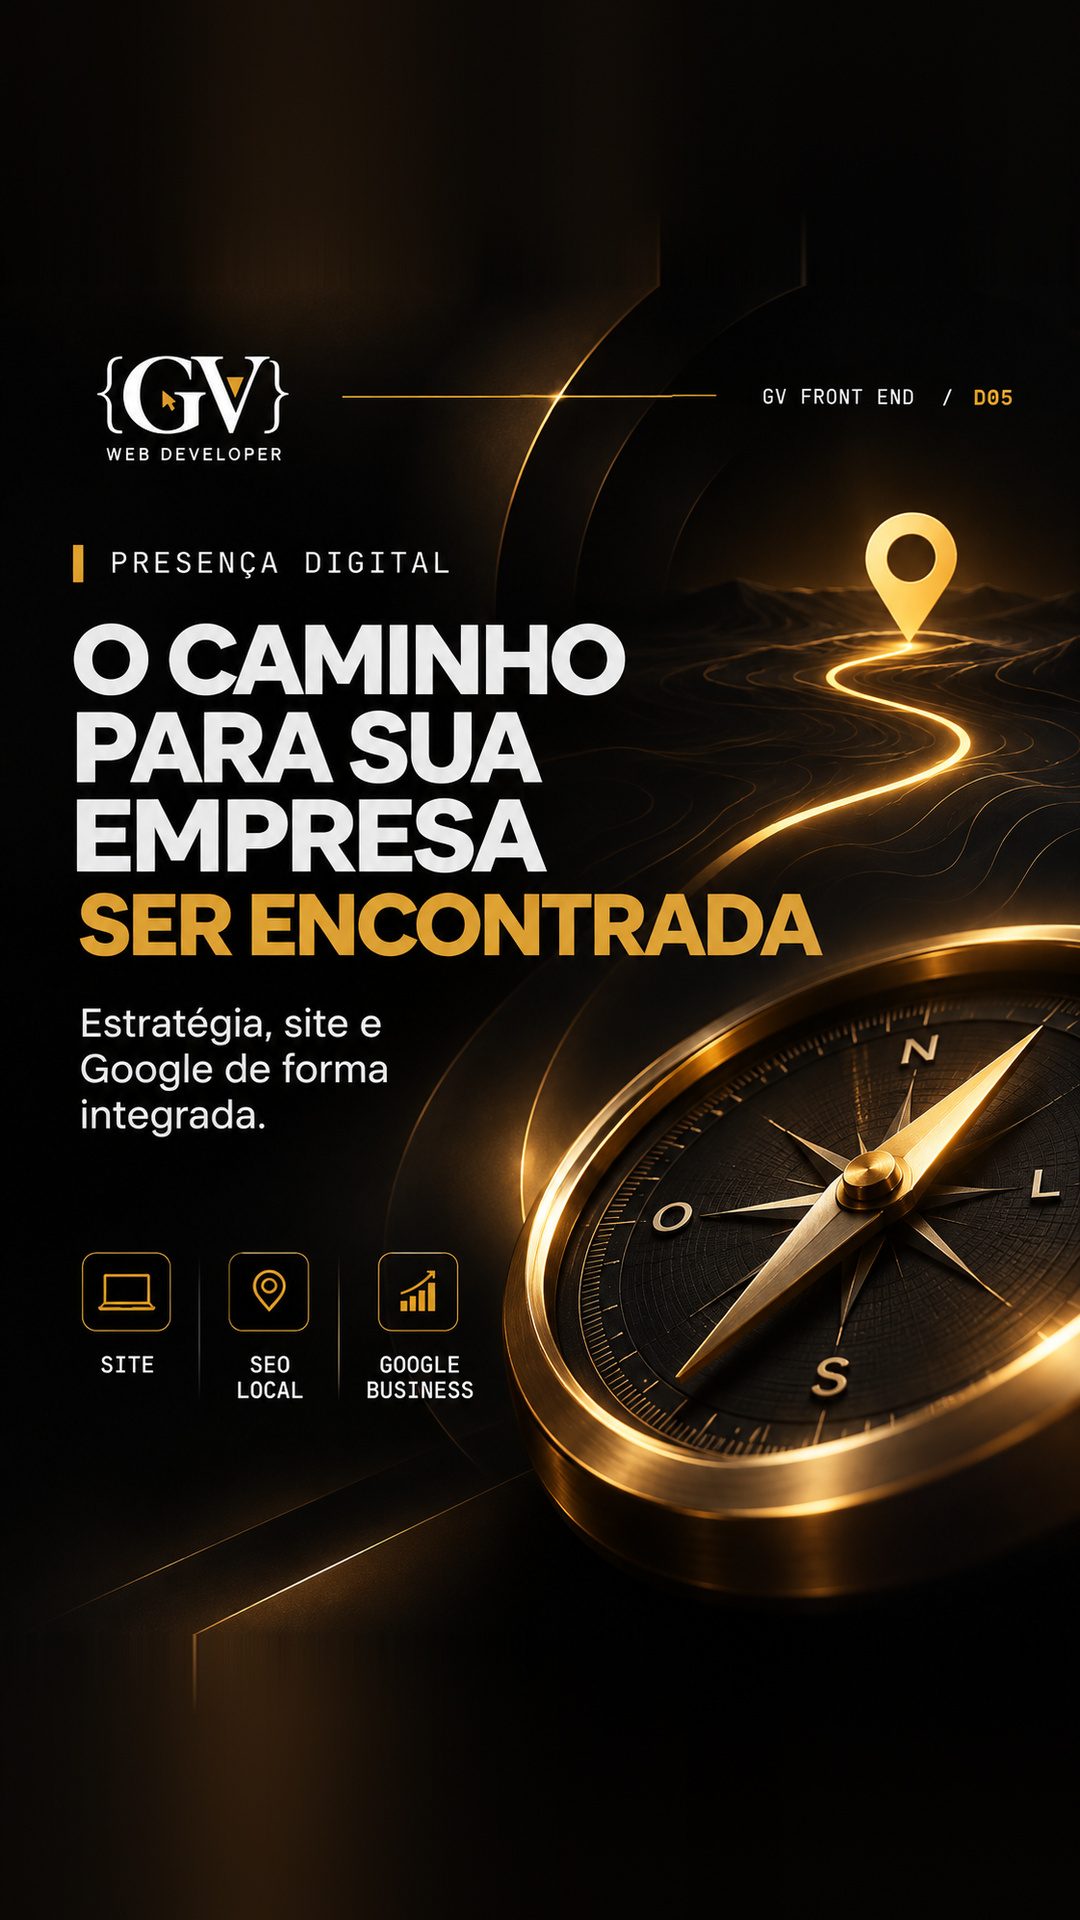 {GV}
WEB DEVELOPER
GV FRONT END / D05
PRESENÇA DIGITAL
O CAMINHO
PARA SUA
EMPRESA
SER ENCONTRADA
Estratégia, site e
Google de forma
integrada.
N
L
O
S
SITE
SEO
LOCAL
GOOGLE
BUSINESS